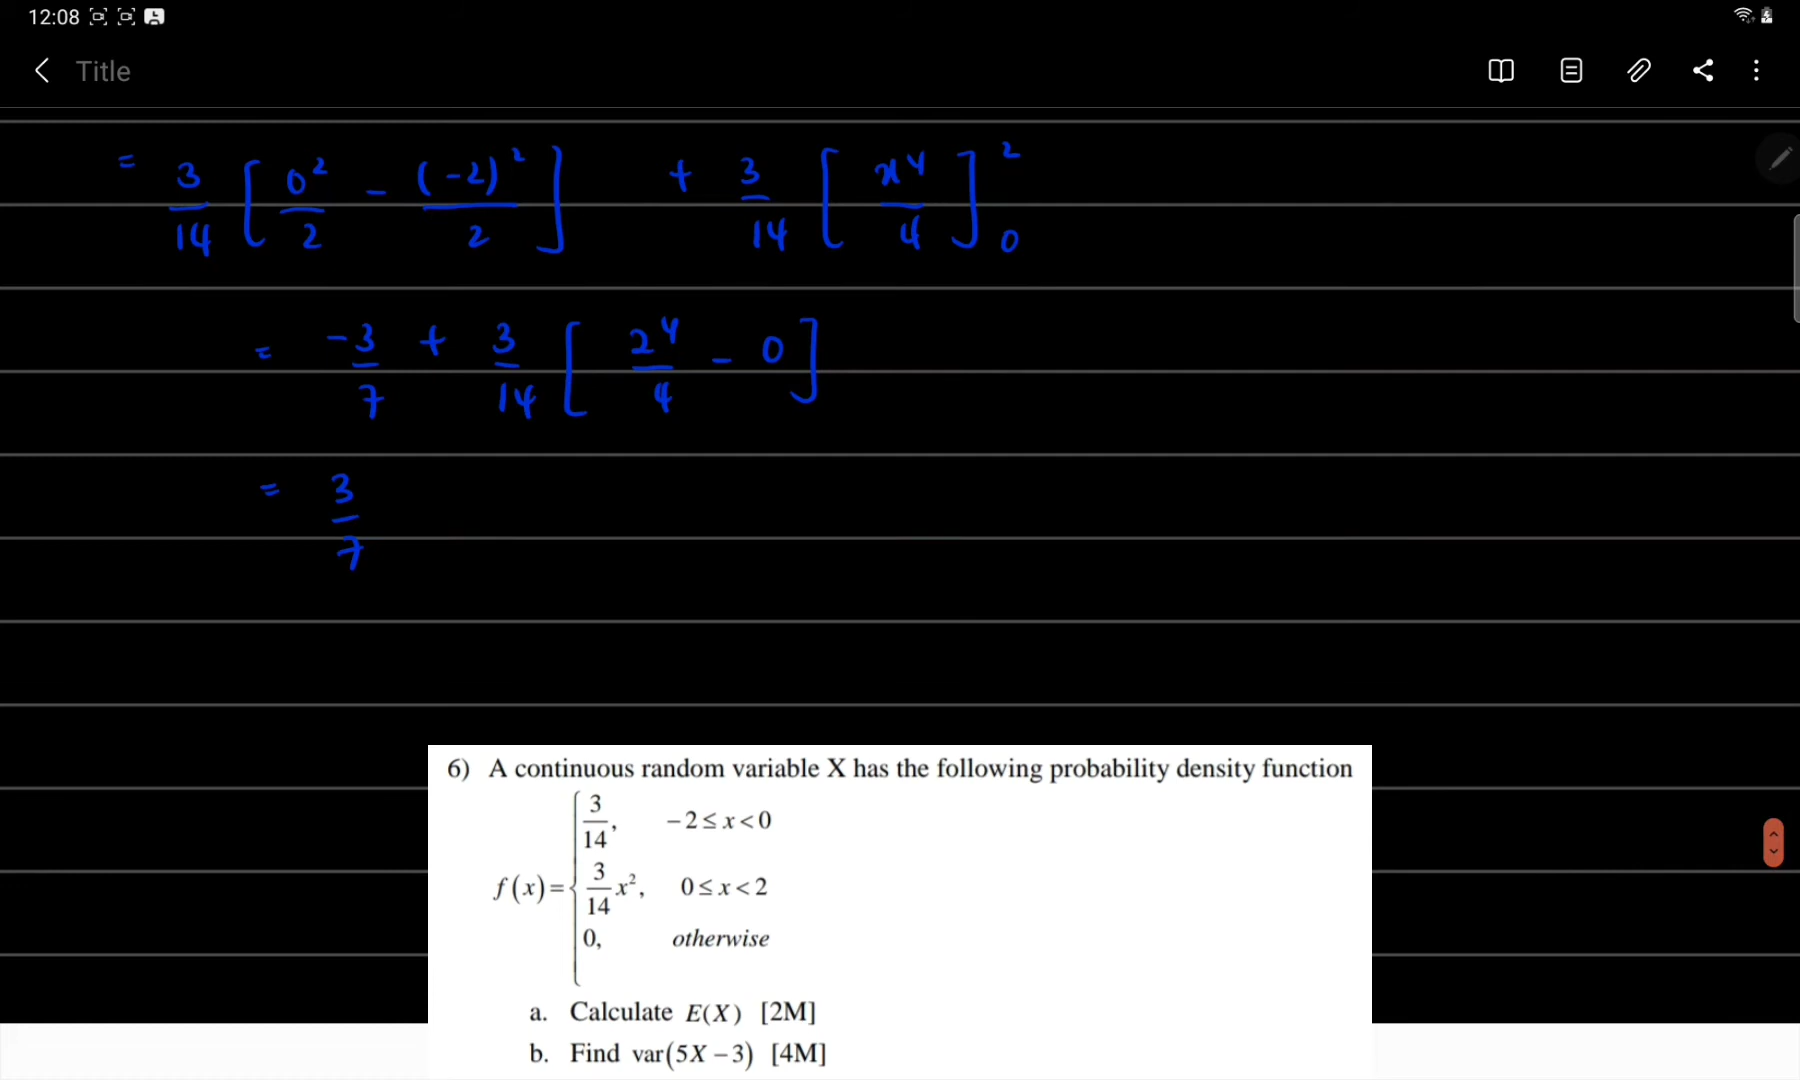 12:08
Title
= 3/14 [ 0²/2 - (-2)²/2 ] + 3/14 [ x⁴/4 ]₀²
= -3/7 + 3/14 [ 2⁴/4 - 0 ]
= 3/7
6) A continuous random variable X has the following probability density function
3/14, -2 ≤ x < 0
f(x) = { 3/14 x², 0 ≤ x < 2
0, otherwise
a. Calculate E(X) [2M]
b. Find var(5X – 3) [4M]